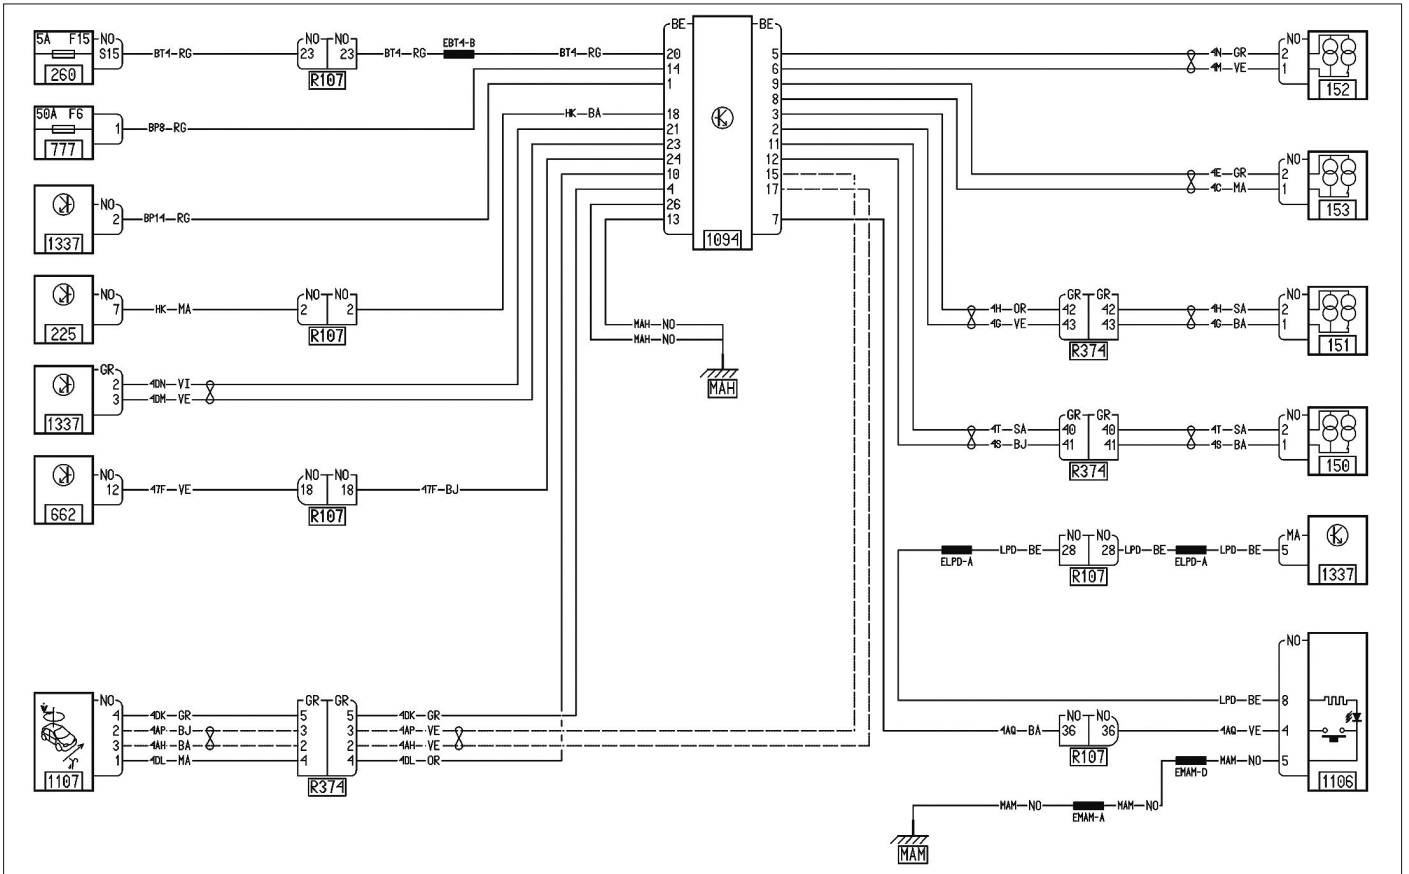 5A F15 NO
S15 BT4—RG
260
NO NO
23 23
R107
BT4—RG EBT4-B BT4—RG
50A F6
1 BP8—RG
777
NO
2 BP14—RG
1337
NO
7 HK—MA
225
NO NO
2 2
R107
HK—BA
GR
2 4DN—VI
3 4DM—VE
1337
NO
12 47F—VE
662
NO NO
18 18
R107
47F—BJ
NO
4 4DK—GR
2 4AP—BJ
3 4AH—BA
1 4DL—MA
1107
GR GR
5 5
3 3
2 2
4 4
R374
4DK—GR
4AP—VE
4AH—VE
4DL—OR
BE BE
20 5
14 6
1 9
8
18 3
21 2
23 11
24 12
10 15
4 17
26
13 7
1094
MAH—NO
MAH—NO
MAH
4N—GR
4M—VE
NO
2
1
152
4E—GR
4C—MA
NO
2
1
153
4H—OR
4G—VE
GR GR
42 42
43 43
R374
4H—SA
4G—BA
NO
2
1
151
4T—SA
4S—BJ
GR GR
40 40
41 41
R374
4T—SA
4S—BA
NO
2
1
150
ELPD-A
LPD—BE
NO NO
28 28
R107
LPD—BE
ELPD-A
LPD—BE
MA
5
1337
NO
LPD—BE 8
4AQ—BA
NO NO
36 36
R107
4AQ—VE 4
EMAM-D
MAM—NO 5
1106
MAM—NO EMAM-A MAM—NO
MAM